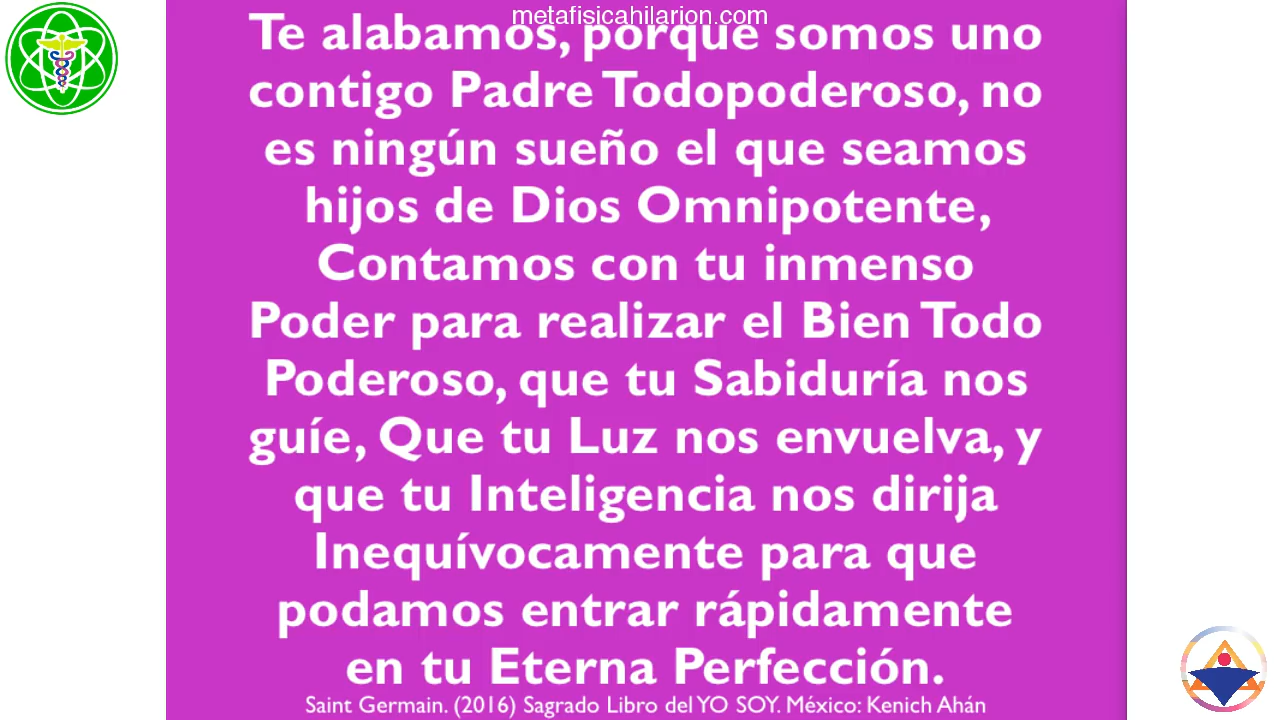 metafisicahilarion.com
Te alabamos, porque somos uno
contigo Padre Todopoderoso, no
es ningún sueño el que seamos
hijos de Dios Omnipotente,
Contamos con tu inmenso
Poder para realizar el Bien Todo
Poderoso, que tu Sabiduría nos
guíe, Que tu Luz nos envuelva, y
que tu Inteligencia nos dirija
Inequívocamente para que
podamos entrar rápidamente
en tu Eterna Perfección.
Saint Germain. (2016) Sagrado Libro del YO SOY. México: Kenich Ahán